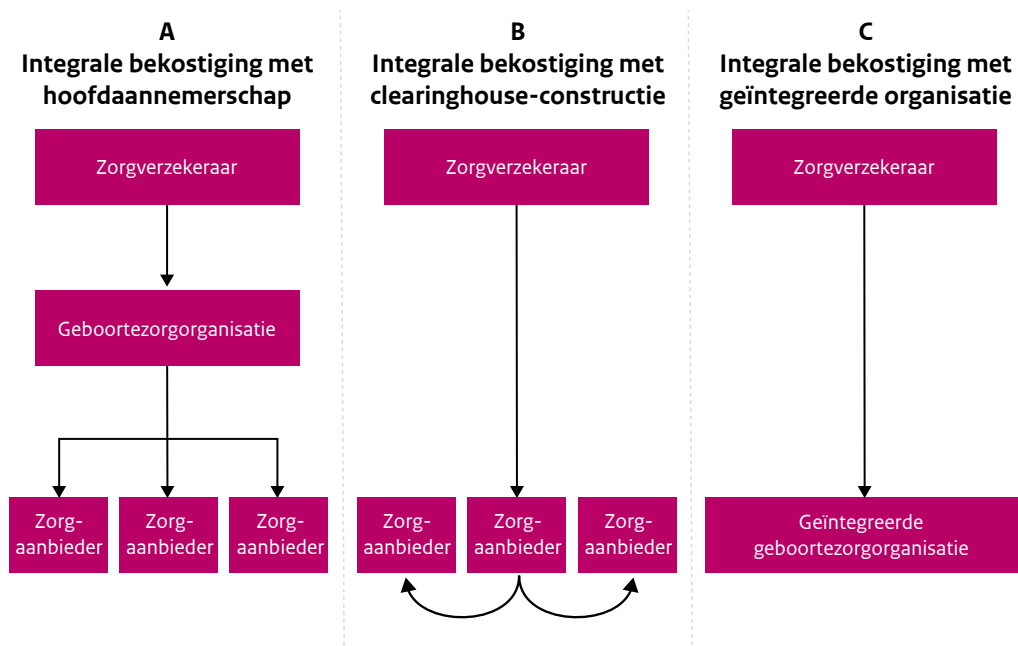 A
Integrale bekostiging met
hoofdaannemerschap
Zorgverzekeraar
Geboortezorgorganisatie
Zorg-
aanbieder
Zorg-
aanbieder
Zorg-
aanbieder
B
Integrale bekostiging met
clearinghouse-constructie
Zorgverzekeraar
Zorg-
aanbieder
Zorg-
aanbieder
Zorg-
aanbieder
C
Integrale bekostiging met
geïntegreerde organisatie
Zorgverzekeraar
Geïntegreerde
geboortezorgorganisatie